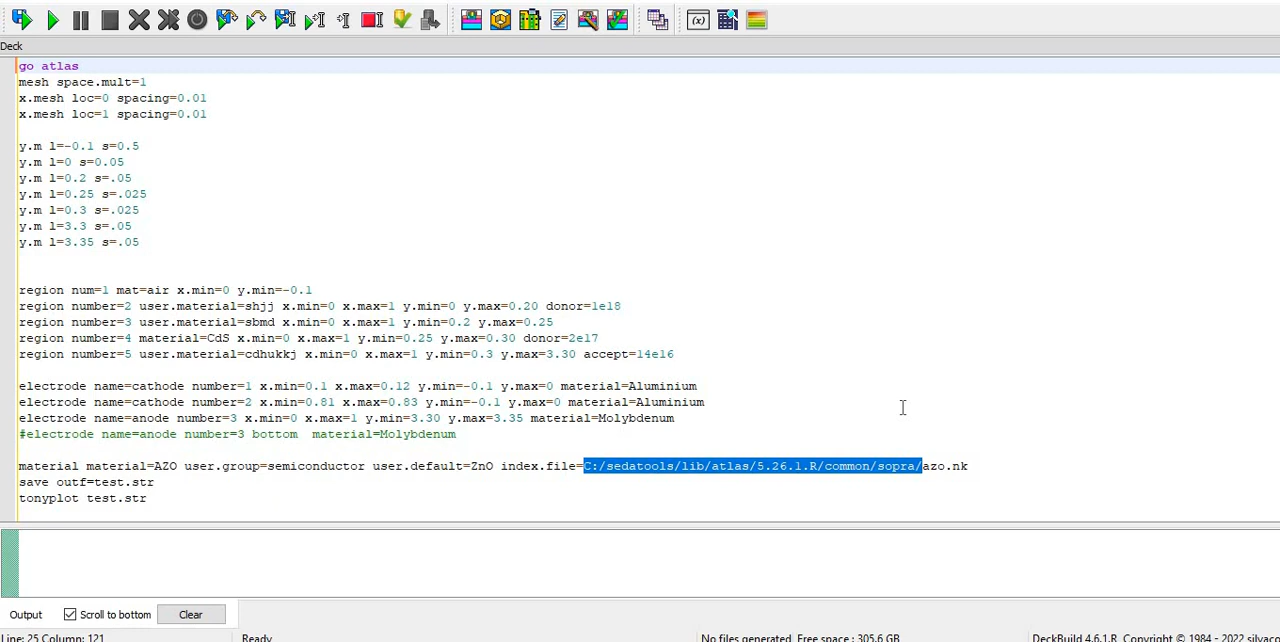 Deck
go atlas
mesh space.mult=1
x.mesh loc=0 spacing=0.01
x.mesh loc=1 spacing=0.01
y.m l=-0.1 s=0.5
y.m l=0 s=0.05
y.m l=0.2 s=.05
y.m l=0.25 s=.025
y.m l=0.3 s=.025
y.m l=3.3 s=.05
y.m l=3.35 s=.05
region num=1 mat=air x.min=0 y.min=-0.1
region number=2 user.material=shjj x.min=0 x.max=1 y.min=0 y.max=0.20 donor=1e18
region number=3 user.material=sbmd x.min=0 x.max=1 y.min=0.2 y.max=0.25
region number=4 material=CdS x.min=0 x.max=1 y.min=0.25 y.max=0.30 donor=2e17
region number=5 user.material=cdhukkj x.min=0 x.max=1 y.min=0.3 y.max=3.30 accept=14e16
electrode name=cathode number=1 x.min=0.1 x.max=0.12 y.min=-0.1 y.max=0 material=Aluminium
electrode name=cathode number=2 x.min=0.81 x.max=0.83 y.min=-0.1 y.max=0 material=Aluminium
electrode name=anode number=3 x.min=0 x.max=1 y.min=3.30 y.max=3.35 material=Molybdenum
#electrode name=anode number=3 bottom  material=Molybdenum
material material=AZO user.group=semiconductor user.default=ZnO index.file=C:/sedatools/lib/atlas/5.26.1.R/common/sopra/azo.nk
save outf=test.str
tonyplot test.str
Output Scroll to bottom Clear
Line: 25 Column: 121 Ready No files generated Free space : 305.6 GB DeckBuild 4.6.1.R Copyright © 1984 - 2022 silvaco